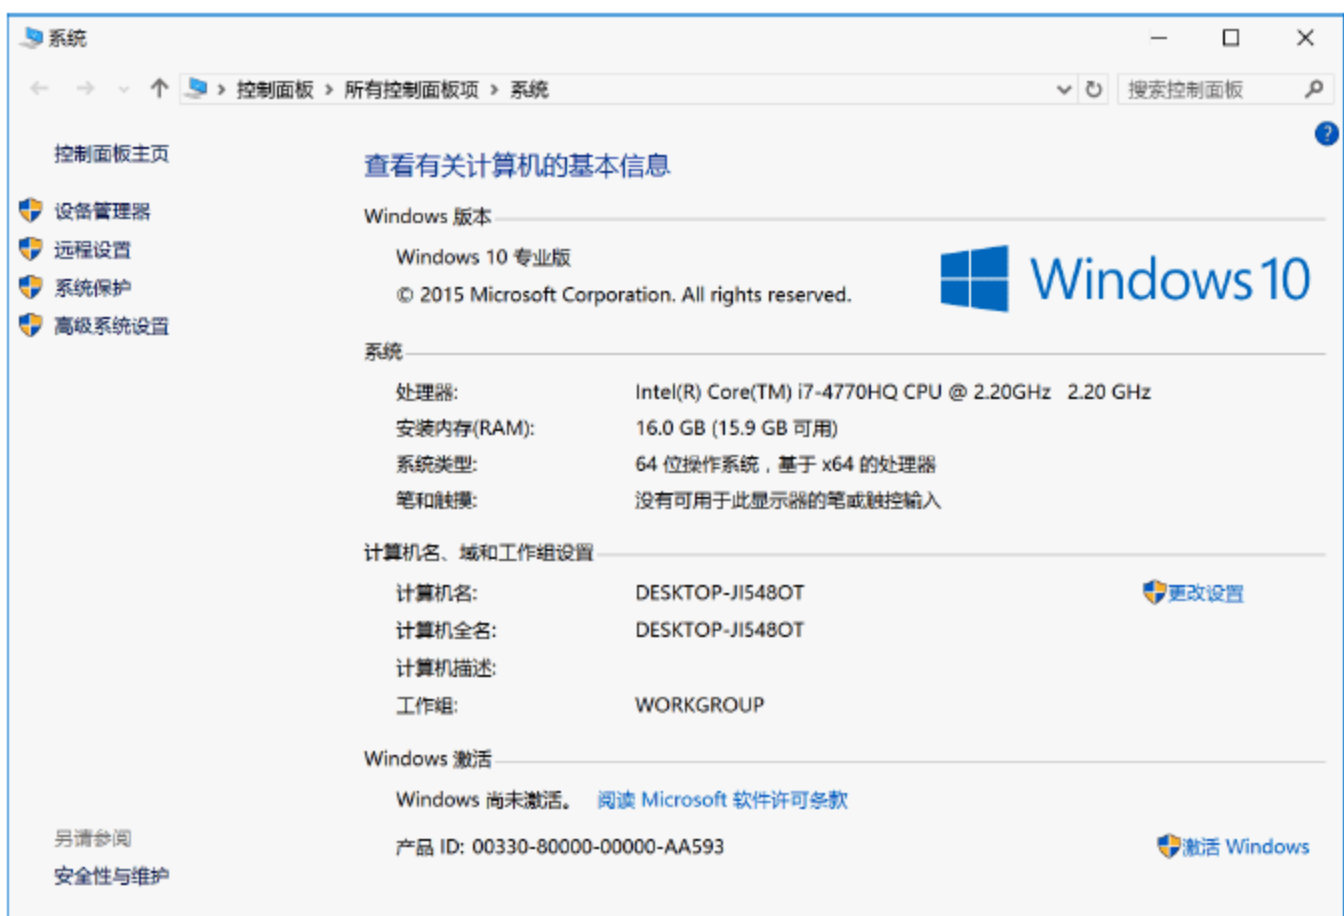 系统
控制面板 > 所有控制面板项 > 系统
搜索控制面板
控制面板主页
设备管理器
远程设置
系统保护
高级系统设置
查看有关计算机的基本信息
Windows 版本
Windows 10 专业版
© 2015 Microsoft Corporation. All rights reserved.
Windows 10
系统
处理器: Intel(R) Core(TM) i7-4770HQ CPU @ 2.20GHz 2.20 GHz
安装内存(RAM): 16.0 GB (15.9 GB 可用)
系统类型: 64 位操作系统，基于 x64 的处理器
笔和触摸: 没有可用于此显示器的笔或触控输入
计算机名、域和工作组设置
计算机名: DESKTOP-JI548OT 更改设置
计算机全名: DESKTOP-JI548OT
计算机描述:
工作组: WORKGROUP
Windows 激活
Windows 尚未激活。 阅读 Microsoft 软件许可条款
产品 ID: 00330-80000-00000-AA593 激活 Windows
另请参阅
安全性与维护